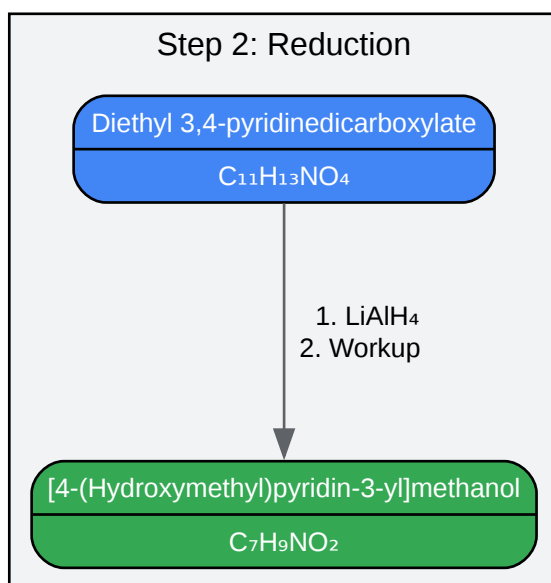 Step 2: Reduction
Diethyl 3,4-pyridinedicarboxylate
C₁₁H₁₃NO₄
1. LiAlH₄
2. Workup
[4-(Hydroxymethyl)pyridin-3-yl]methanol
C₇H₉NO₂